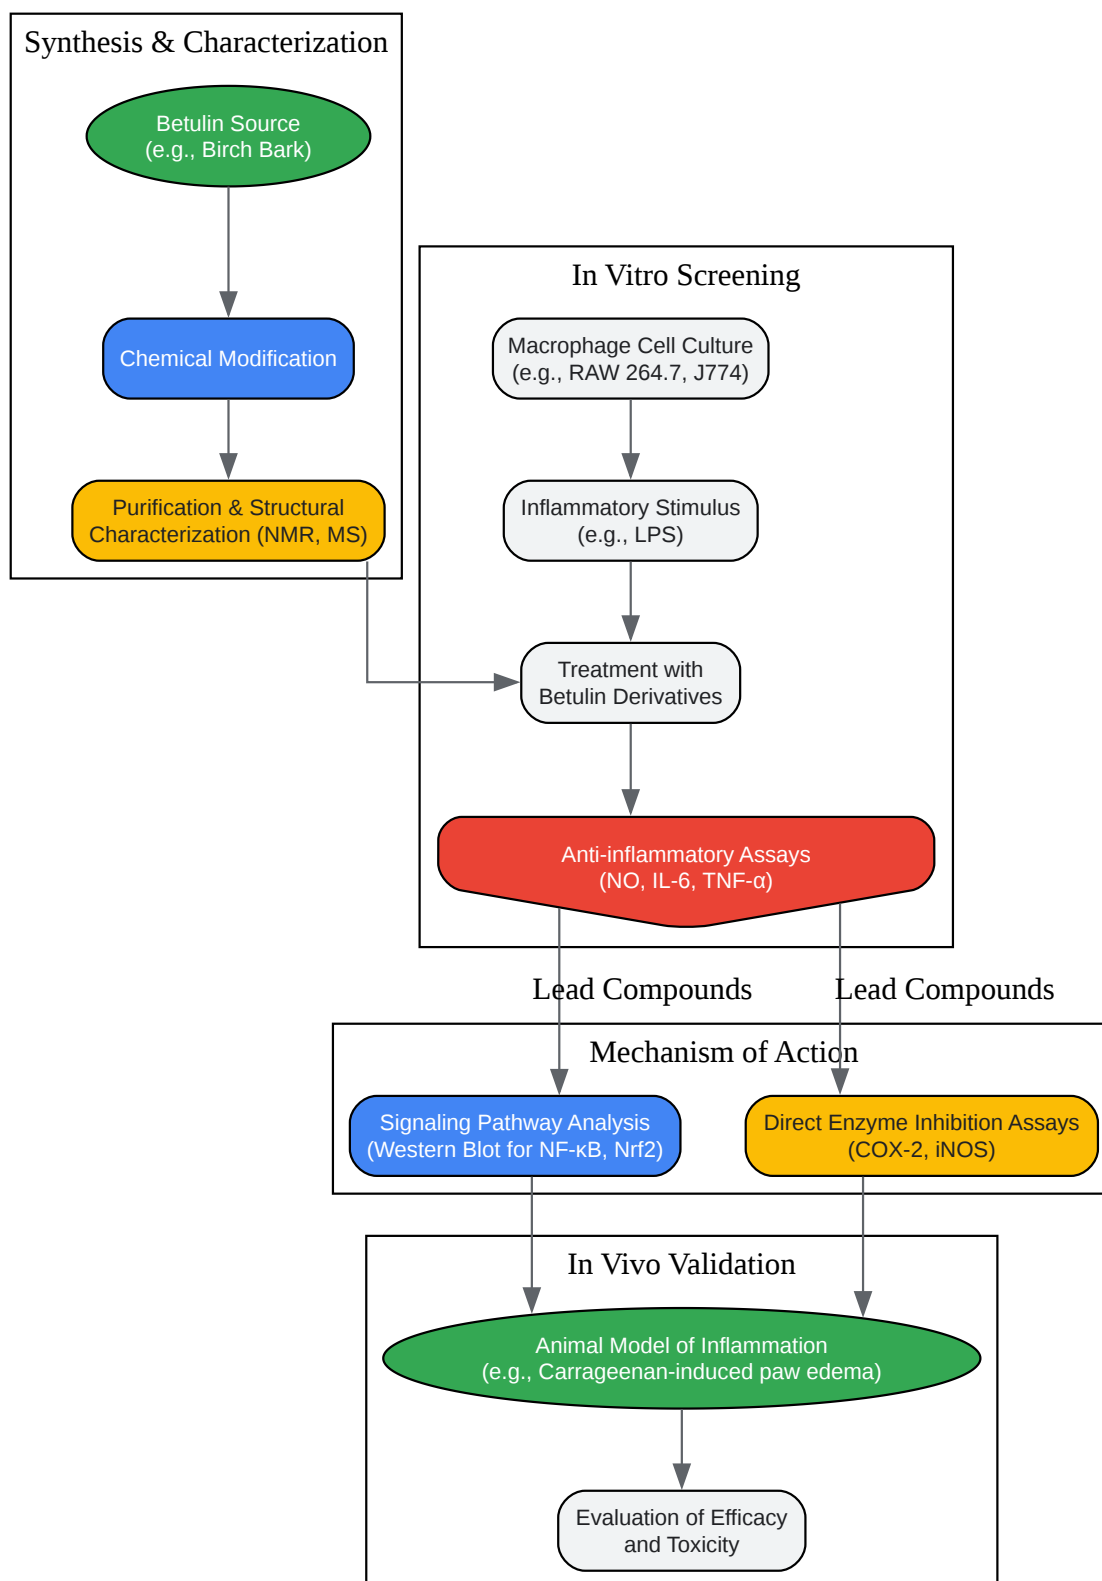 Synthesis & Characterization
Betulin Source
(e.g., Birch Bark)
Chemical Modification
Purification & Structural
Characterization (NMR, MS)
In Vitro Screening
Macrophage Cell Culture
(e.g., RAW 264.7, J774)
Inflammatory Stimulus
(e.g., LPS)
Treatment with
Betulin Derivatives
Anti-inflammatory Assays
(NO, IL-6, TNF-α)
Lead Compounds
Lead Compounds
Mechanism of Action
Signaling Pathway Analysis
(Western Blot for NF-κB, Nrf2)
Direct Enzyme Inhibition Assays
(COX-2, iNOS)
In Vivo Validation
Animal Model of Inflammation
(e.g., Carrageenan-induced paw edema)
Evaluation of Efficacy
and Toxicity